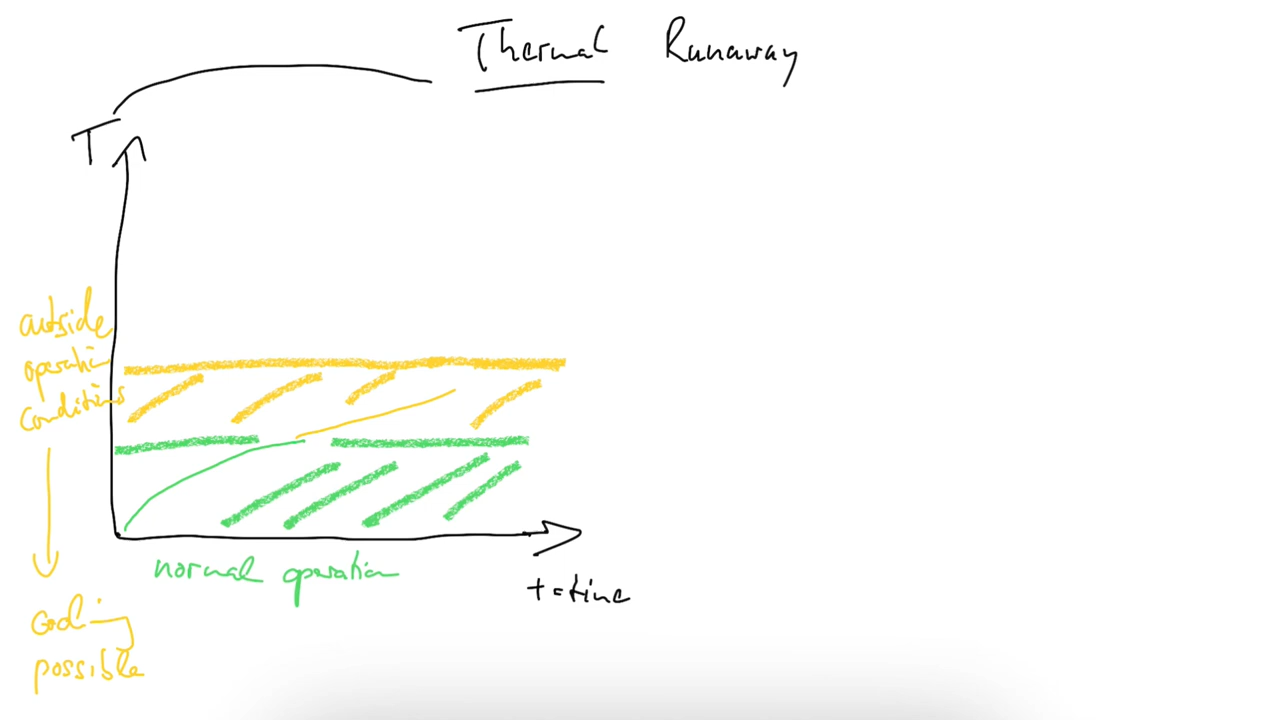 Thermal Runaway
T
outside
operation
conditions
normal operation
t = time
cooling
possible